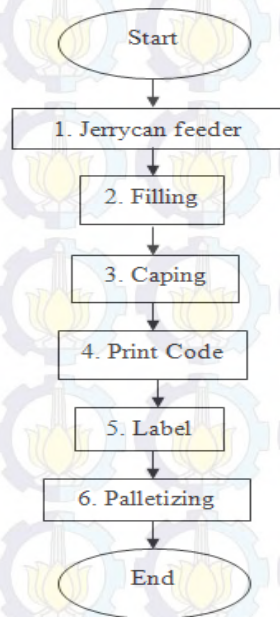 Start
1. Jerrycan feeder
2. Filling
3. Caping
4. Print Code
5. Label
6. Palletizing
End